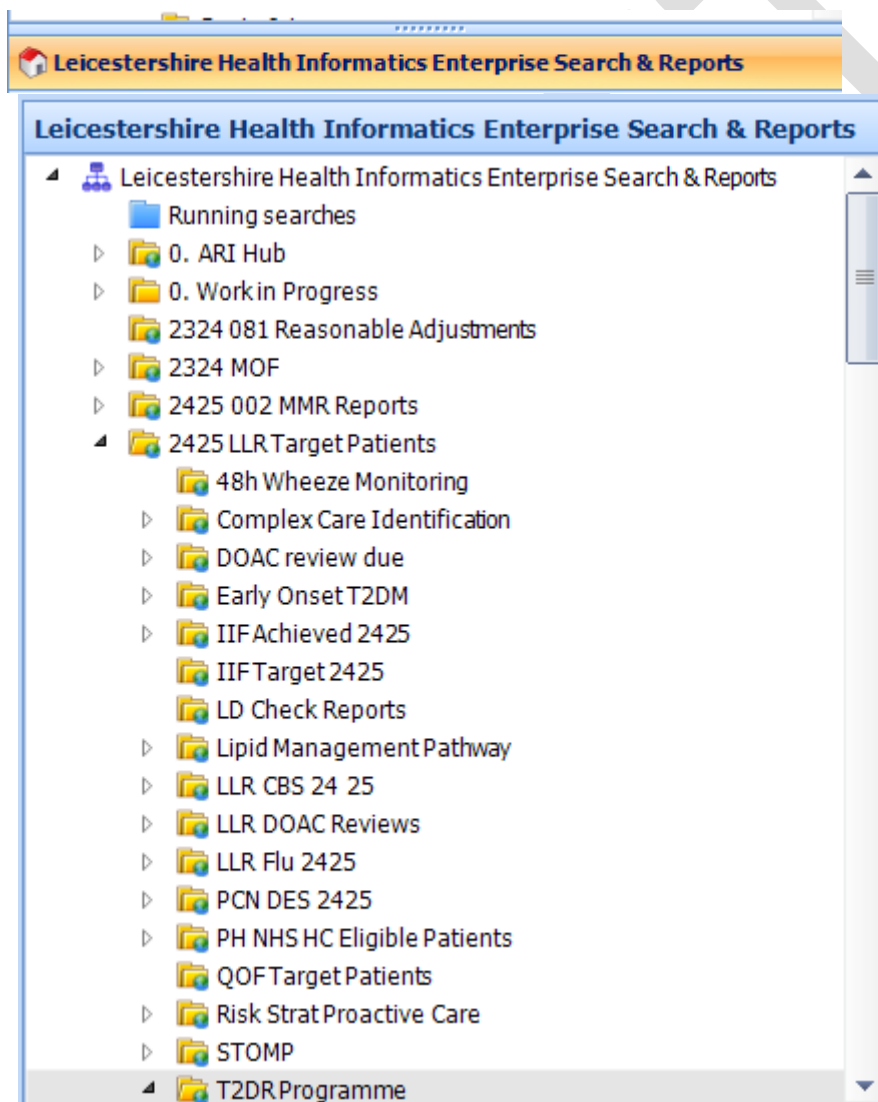 Leicestershire Health Informatics Enterprise Search & Reports
Leicestershire Health Informatics Enterprise Search & Reports
Leicestershire Health Informatics Enterprise Search & Reports
Running searches
0. ARI Hub
0. Work in Progress
2324 081 Reasonable Adjustments
2324 MOF
2425 002 MMR Reports
2425 LLR Target Patients
48h Wheeze Monitoring
Complex Care Identification
DOAC review due
Early Onset T2DM
IIF Achieved 2425
IIF Target 2425
LD Check Reports
Lipid Management Pathway
LLR CBS 24 25
LLR DOAC Reviews
LLR Flu 2425
PCN DES 2425
PH NHS HC Eligible Patients
QOF Target Patients
Risk Strat Proactive Care
STOMP
T2DR Programme